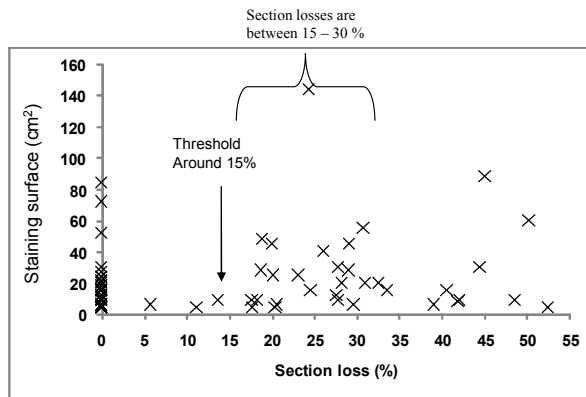 Section losses are
between 15 – 30 %
Staining surface (cm²)
160
140
120
100
80
60
40
20
0
Threshold
Around 15%
0 5 10 15 20 25 30 35 40 45 50 55
Section loss (%)